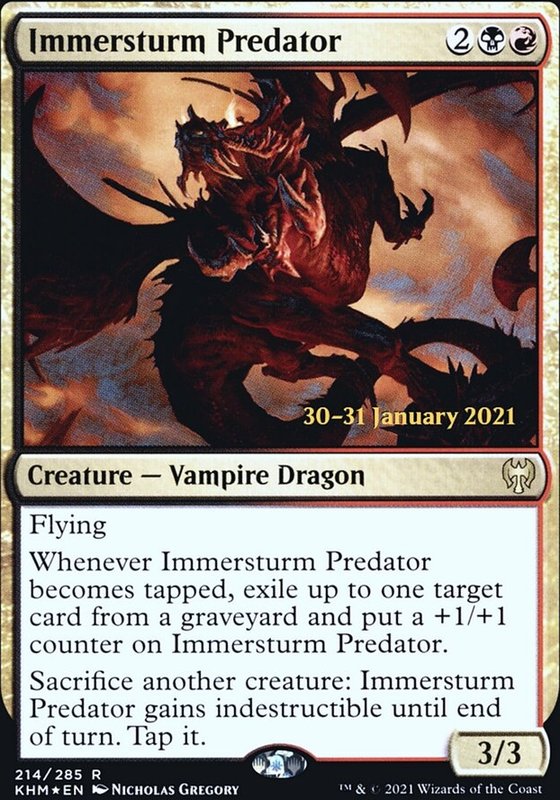 Immersturm Predator 2
30–31 January 2021
Creature — Vampire Dragon
Flying
Whenever Immersturm Predator
becomes tapped, exile up to one target
card from a graveyard and put a +1/+1
counter on Immersturm Predator.
Sacrifice another creature: Immersturm
Predator gains indestructible until end
of turn. Tap it.
3/3
214/285 R
KHM★EN Nicholas Gregory
™ & © 2021 Wizards of the Coast